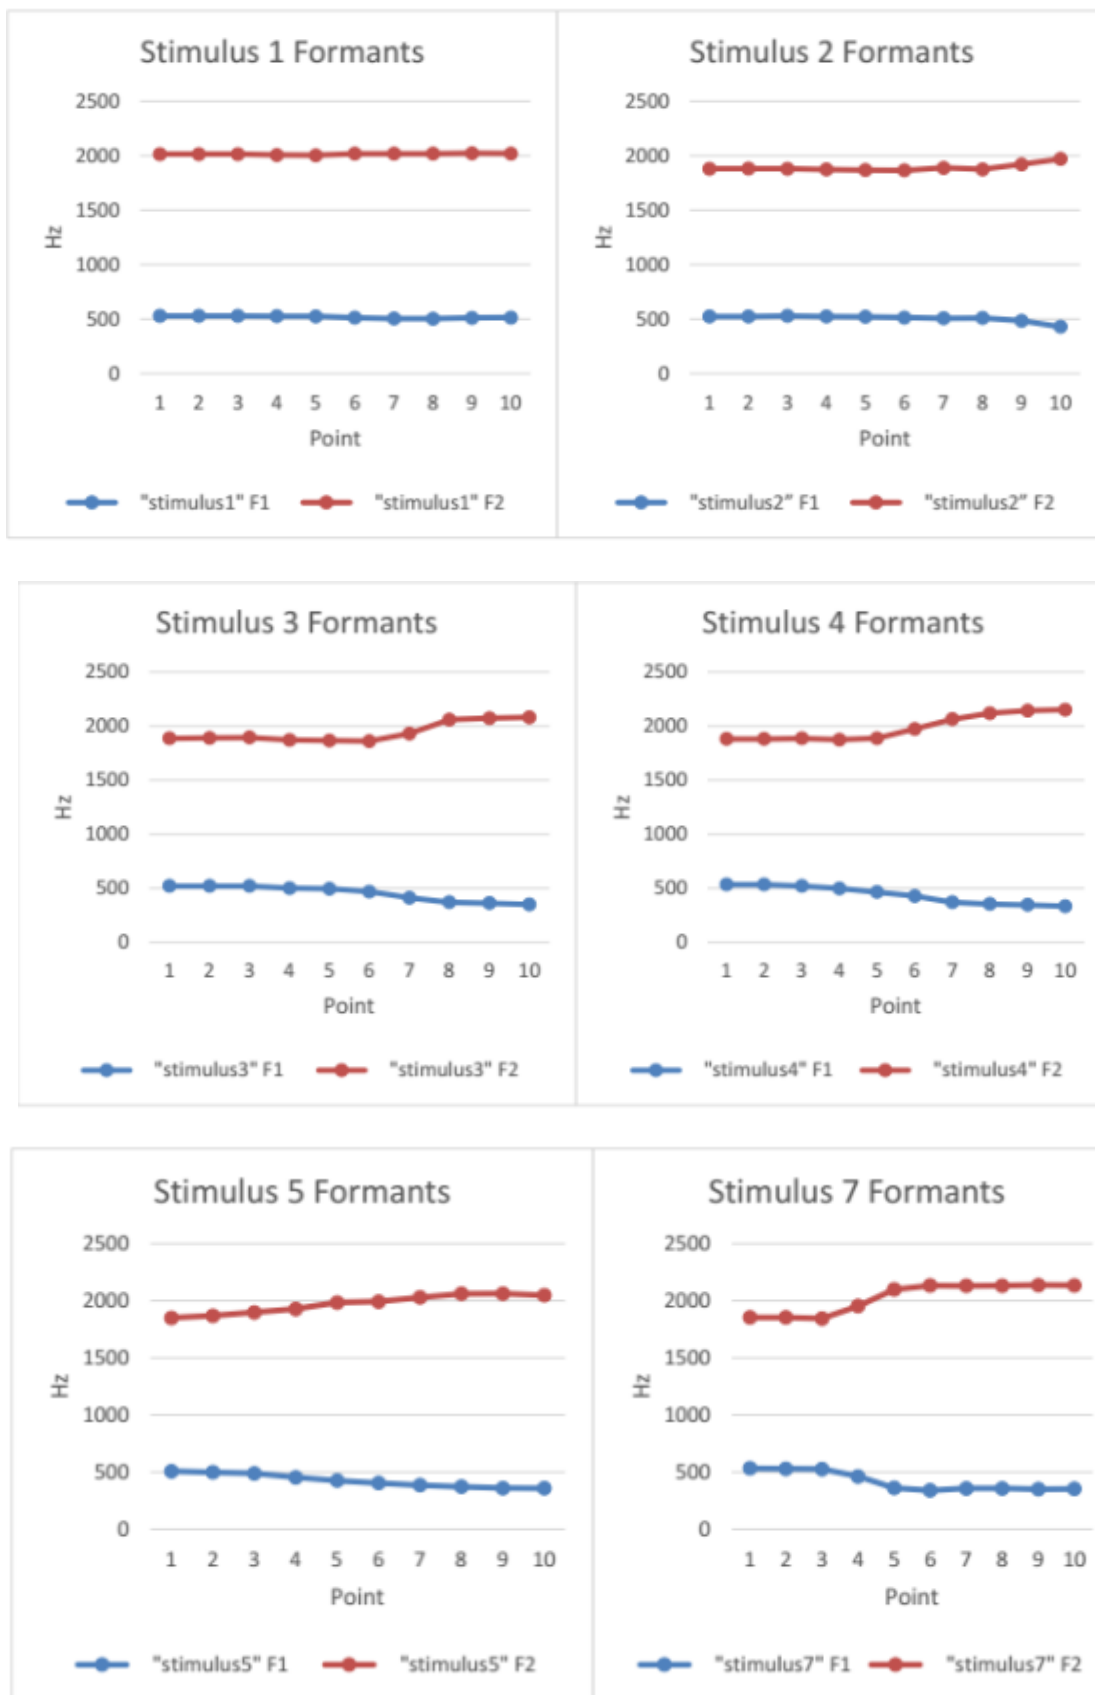 Stimulus 1 Formants
2500
2000
1500
1000
500
0
Hz
1 2 3 4 5 6 7 8 9 10
Point
"stimulus1" F1 "stimulus1" F2
Stimulus 2 Formants
2500
2000
1500
1000
500
0
Hz
1 2 3 4 5 6 7 8 9 10
Point
"stimulus2" F1 "stimulus2" F2
Stimulus 3 Formants
2500
2000
1500
1000
500
0
Hz
1 2 3 4 5 6 7 8 9 10
Point
"stimulus3" F1 "stimulus3" F2
Stimulus 4 Formants
2500
2000
1500
1000
500
0
Hz
1 2 3 4 5 6 7 8 9 10
Point
"stimulus4" F1 "stimulus4" F2
Stimulus 5 Formants
2500
2000
1500
1000
500
0
Hz
1 2 3 4 5 6 7 8 9 10
Point
"stimulus5" F1 "stimulus5" F2
Stimulus 7 Formants
2500
2000
1500
1000
500
0
Hz
1 2 3 4 5 6 7 8 9 10
Point
"stimulus7" F1 "stimulus7" F2